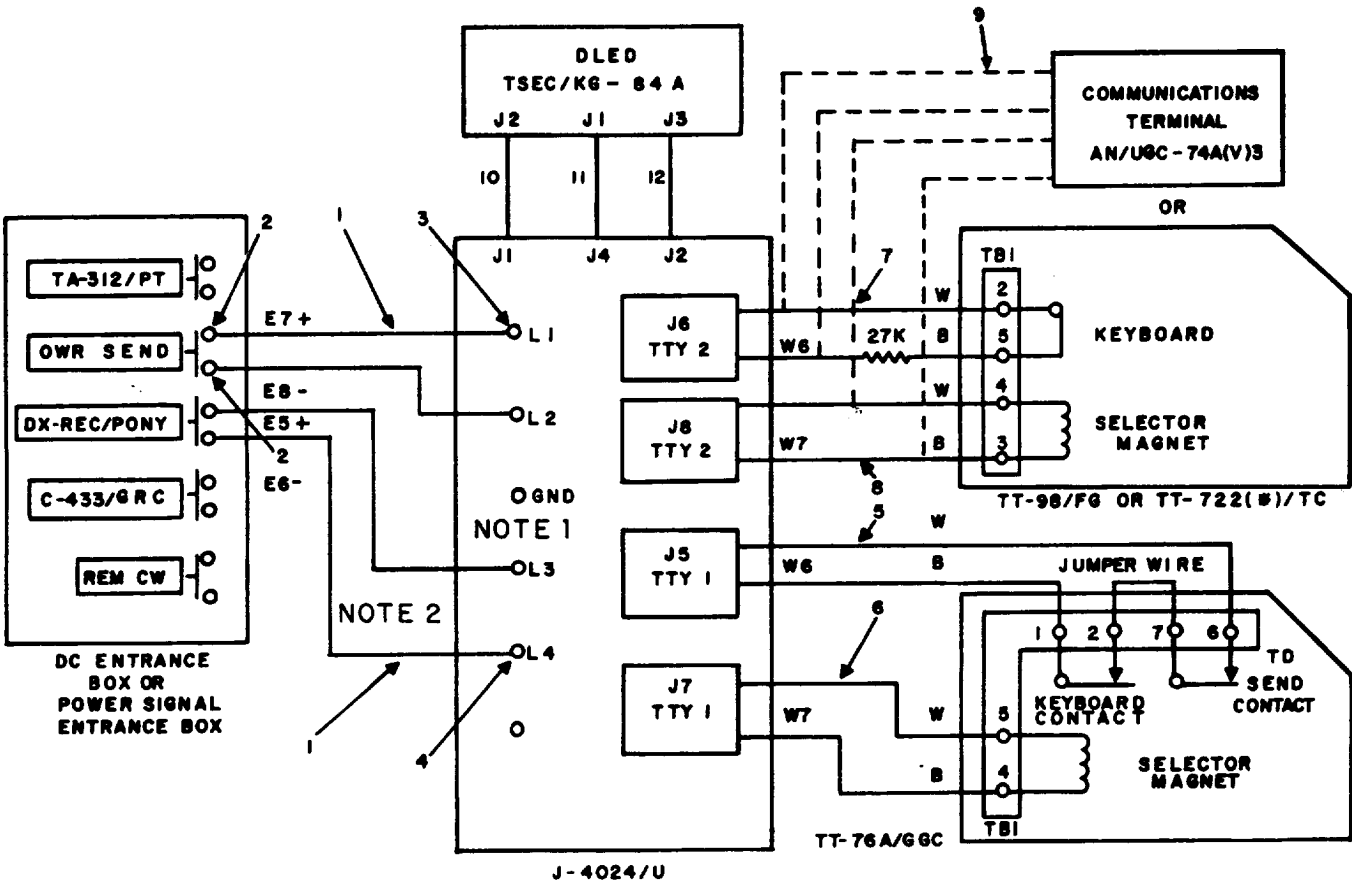 9
DLED
TSEC/KG-84A
J2 J1 J3
COMMUNICATIONS
TERMINAL
AN/UGC-74A(V)3
OR
10 11 12
2
1
3
J1 J4 J2
7
TA-312/PT
OWR SEND
DX-REC/PONY
C-433/GRC
REM CW
E7+
E8-
E5+
E6-
2
L1
L2
GND
NOTE 1
L3
NOTE 2
L4
DC ENTRANCE
BOX OR
POWER SIGNAL
ENTRANCE BOX
1
4
J6
TTY 2
W6
27K
W
B
J8
TTY 2
W7
W
B
8
TB1
2
5
4
3
KEYBOARD
SELECTOR
MAGNET
TT-98/FG OR TT-722(#)/TC
5
J5
TTY 1
W6
W
B
JUMPER WIRE
6
1 2 7 6
TD
SEND
CONTACT
KEYBOARD
CONTACT
J7
TTY 1
W7
W
B
5
4
SELECTOR
MAGNET
TB1
TT-76A/GGC
J-4024/U